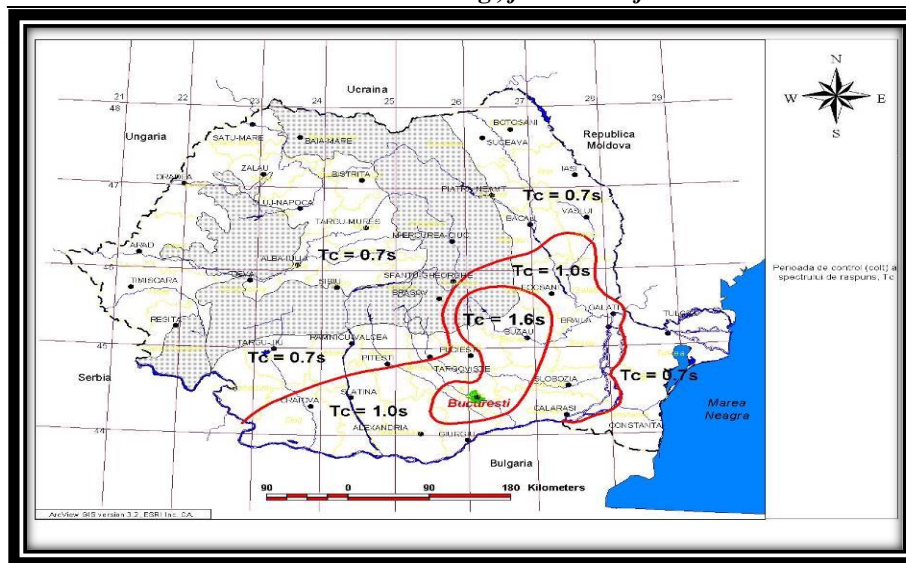 N
W E
S
21 22 23 24 25 26 27 28 29
48
Ucraina
Ungaria
Republica
Moldova
BOTOSANI
SATU-MARE
BAIA-MARE
SUCEAVA
ZALAU
ORADEA
BISTRITA
IASI
47
PIATRA-NEAMT
Tc = 0.7s
CLUJ-NAPOCA
TARGU-MURES
BACAU
VASLUI
MIERCUREA-CIUC
ARAD
ALBA-IULIA
Tc = 0.7s
Tc = 1.0s
Perioada de control (colt) a
spectrului de raspuns, Tc
DEVA
SFANTU-GHEORGHE
TIMISOARA
SIBIU
BRASOV
FOCSANI
GALATI
RESITA
Tc = 1.6s
BRAILA
TULCEA
BUZAU
45
RAMNICU-VALCEA
TARGU-JIU
Tc = 0.7s
PITESTI
PLOIESTI
TARGOVISTE
Tc = 0.7s
Serbia
SLOBOZIA
SLATINA
CRAIOVA
Tc = 1.0s
Bucuresti
CALARASI
Marea
Neagra
ALEXANDRIA
CONSTANTA
44
GIURGIU
Bulgaria
90 0 90 180 Kilometers
ArcView GIS version 3.2, ESRI Inc. CA.